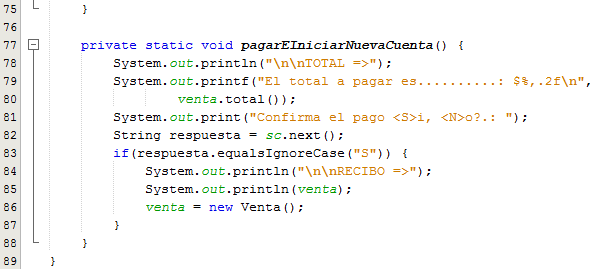 75 }
76
77 private static void pagarEIniciarNuevaCuenta() {
78 System.out.println("\n\nTOTAL =>");
79 System.out.printf("El total a pagar es..........: $%,.2f\n",
80 venta.total());
81 System.out.print("Confirma el pago <S>i, <N>o?.: ");
82 String respuesta = sc.next();
83 if(respuesta.equalsIgnoreCase("S")) {
84 System.out.println("\n\nRECIBO =>");
85 System.out.println(venta);
86 venta = new Venta();
87 }
88 }
89 }